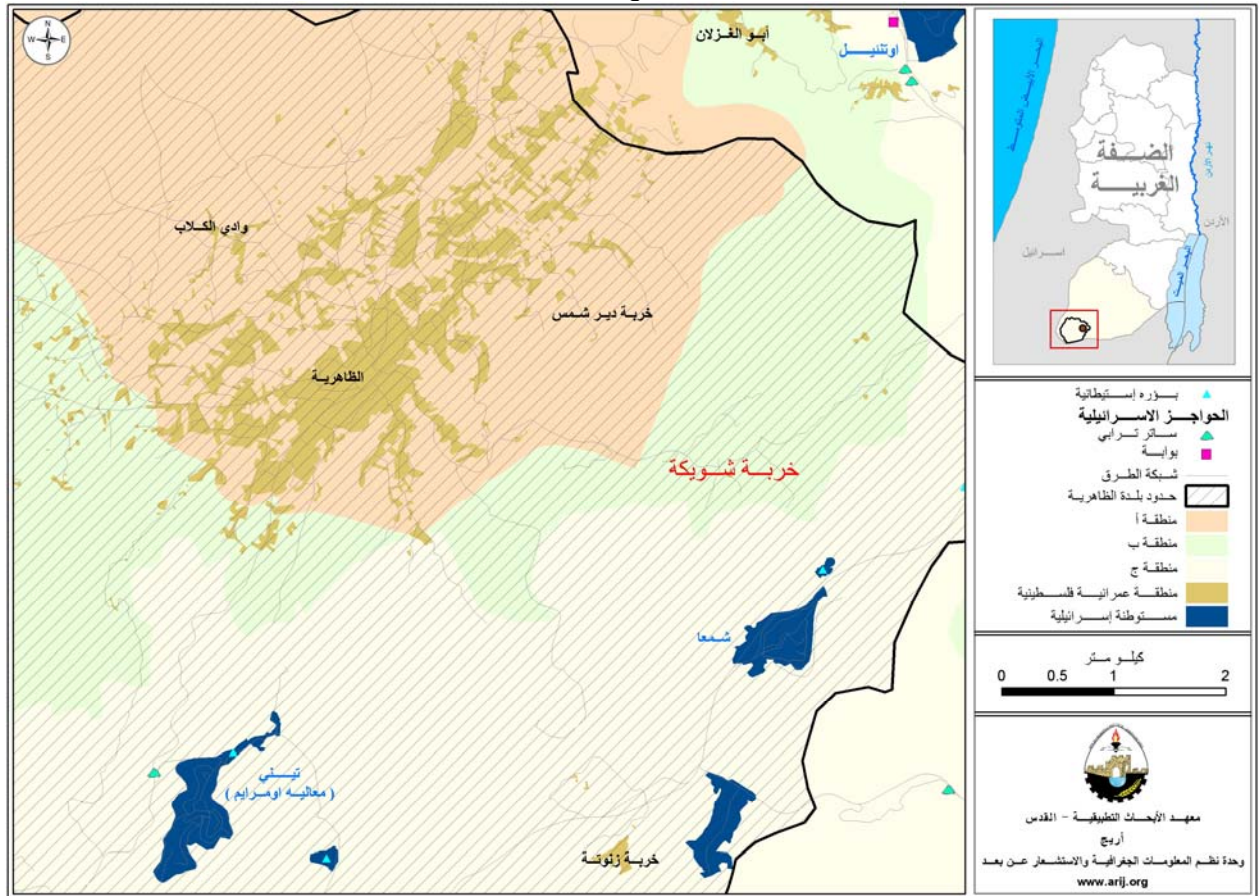 N
W
E
S
أبو الغزلان
اوتنئيل
وادي الكلاب
خربة دير شمس
الظاهرية
خربة شويكة
شمعا
تيني
( معاليه اومرايم )
خربة زنوتة
البحر الأبيض المتوسط
نهر الأردن
الضفة
الغربية
الأردن
اسرائيل
البحر الميت
بؤره إستيطانية
الحواجز الاسرائيلية
ساتر ترابي
بوابة
شبكة الطرق
حدود بلدة الظاهرية
منطقة أ
منطقة ب
منطقة ج
منطقة عمرانية فلسطينية
مستوطنة إسرائيلية
كيلو متر
0 0.5 1 2
معهد الأبحاث التطبيقية - القدس
أريج
وحدة نظم المعلومات الجغرافية والاستشعار عن بعد
www.arij.org